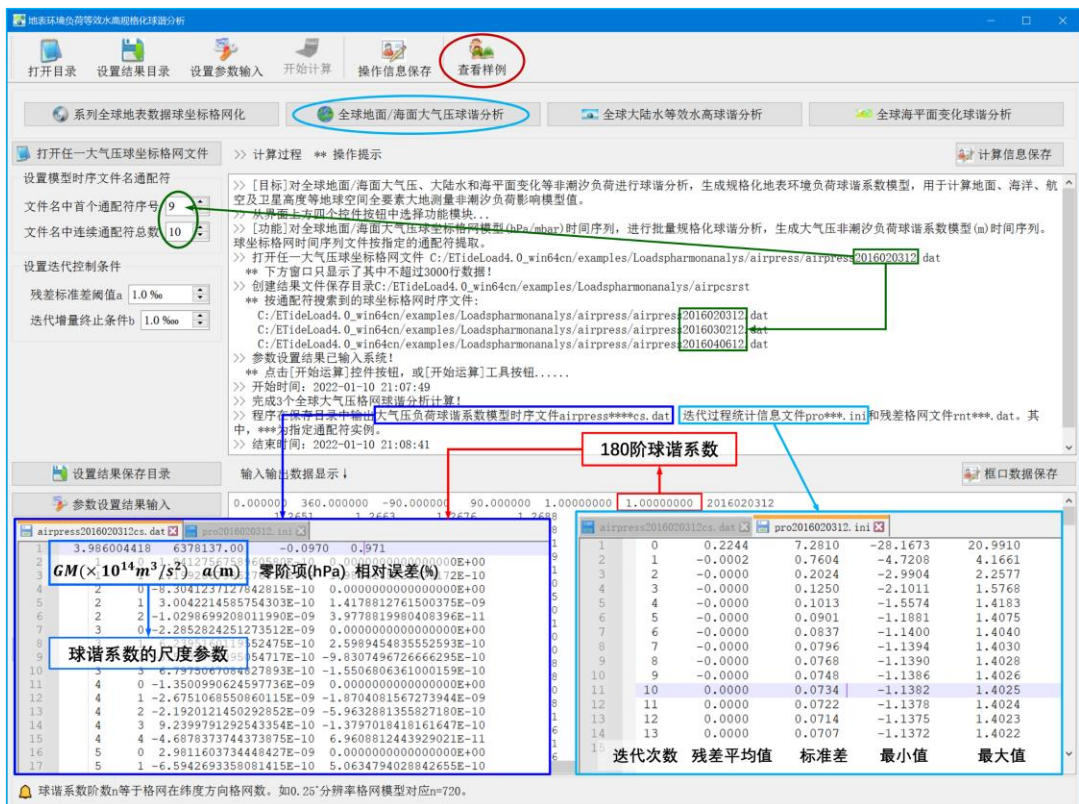 地表环境负荷等效水高规格化球谐分析
打开目录 设置结果目录 设置参数输入 开始计算 操作信息保存 查看样例
系列全球地表数据球坐标格网化 全球地面/海面大气压球谐分析 全球大陆水等效水高球谐分析 全球海平面变化球谐分析
打开任一大气压球坐标格网文件 >> 计算过程 ** 操作提示 计算信息保存
设置模型时序文件名通配符
文件名中首个通配符序号 9
文件名中连续通配符总数 10
设置迭代控制条件
残差标准差阈值a 1.0 ‰
迭代增量终止条件b 1.0 ‰
>> [目标]对全球地面/海面大气压、大陆水和海平面变化等非潮汐负荷进行球谐分析，生成规格化地表环境负荷球谐系数模型，用于计算地面、海洋、航
空及卫星高度等地球空间全要素大地测量非潮汐负荷影响模型值。
>> 从界面上方四个控件按钮中选择功能模块...
>> [功能]对全球地面/海面大气压球坐标格网模型(hPa/mbar)时间序列，进行批量规格化球谐分析，生成大气压非潮汐负荷球谐系数模型(m)时间序列。
球坐标格网时间序列文件按指定的通配符提取。
>> 打开任一大气压球坐标格网文件 C:/ETideLoad4.0_win64cn/examples/Loadspharmonanalys/airpress/airpress2016020312.dat
** 下方窗口只显示了其中不超过3000行数据！
>> 创建结果文件保存目录C:/ETideLoad4.0_win64cn/examples/Loadspharmonanalys/airpcsrst
** 按通配符搜索到的球坐标格网时序文件:
C:/ETideLoad4.0_win64cn/examples/Loadspharmonanalys/airpress/airpress2016020312.dat
C:/ETideLoad4.0_win64cn/examples/Loadspharmonanalys/airpress/airpress2016030212.dat
C:/ETideLoad4.0_win64cn/examples/Loadspharmonanalys/airpress/airpress2016040612.dat
>> 参数设置结果已输入系统！
** 点击[开始运算]控件按钮，或[开始运算]工具按钮......
>> 开始时间: 2022-01-10 21:07:49
>> 完成3个全球大气压格网球谐分析计算！
>> 程序在保存目录中输出大气压负荷球谐系数模型时序文件airpress****cs.dat，迭代过程统计信息文件pro***.ini和残差格网文件rnt***.dat。其
中，***为指定通配符实例。
>> 结束时间: 2022-01-10 21:08:41
180阶球谐系数
设置结果保存目录 输入输出数据显示↓ 框口数据保存
参数设置结果输入 0.000000 360.000000 -90.000000 90.000000 1.00000000 1.00000000 2016020312
1.2651 1.2663 1.2676 1.2688
airpress2016020312cs.dat pro2016020312.ini
1 3.986004418 6378137.00 -0.0970 0.971
GM(×10¹⁴m³/s²) a(m) 零阶项(hPa) 相对误差(%)
4 2 0 -8.3041237127842815E-10 0.0000000000000000E+00
5 2 1 3.0042214585754303E-10 1.4178812761500375E-09
6 2 2 -1.0298699208011990E-09 3.9778819980408396E-11
7 3 0 -2.2852824251273512E-09 0.0000000000000000E+00
球谐系数的尺度参数
11 4 0 -1.3500990624597736E-09 0.0000000000000000E+00
12 4 1 -2.6751068550860115E-09 -1.8704081567273944E-09
13 4 2 -2.1920121450292852E-09 -5.9632881355827180E-10
14 4 3 9.2399791292543354E-10 -1.3797018418161647E-10
15 4 4 -4.6878373744373875E-10 6.9608812443929021E-11
16 5 0 2.9811603734448427E-09 0.0000000000000000E+00
17 5 1 -6.5942693358081415E-10 5.0634794028842655E-10
airpress2016020312cs.dat pro2016020312.ini
1 0 0.2244 7.2810 -28.1673 20.9910
2 1 -0.0002 0.7604 -4.7208 4.1661
3 2 -0.0000 0.2024 -2.9904 2.2577
4 3 -0.0000 0.1250 -2.1011 1.5768
5 4 -0.0000 0.1013 -1.5574 1.4183
6 5 -0.0000 0.0901 -1.1881 1.4075
7 6 -0.0000 0.0837 -1.1400 1.4040
8 7 -0.0000 0.0796 -1.1394 1.4030
9 8 -0.0000 0.0768 -1.1390 1.4028
10 9 -0.0000 0.0748 -1.1386 1.4026
11 10 0.0000 0.0734 -1.1382 1.4025
12 11 0.0000 0.0722 -1.1378 1.4024
13 12 0.0000 0.0714 -1.1375 1.4023
14 13 0.0000 0.0707 -1.1372 1.4022
15 迭代次数 残差平均值 标准差 最小值 最大值
球谐系数阶数n等于格网在纬度方向格网数。如0.25°分辨率格网模型对应n=720。